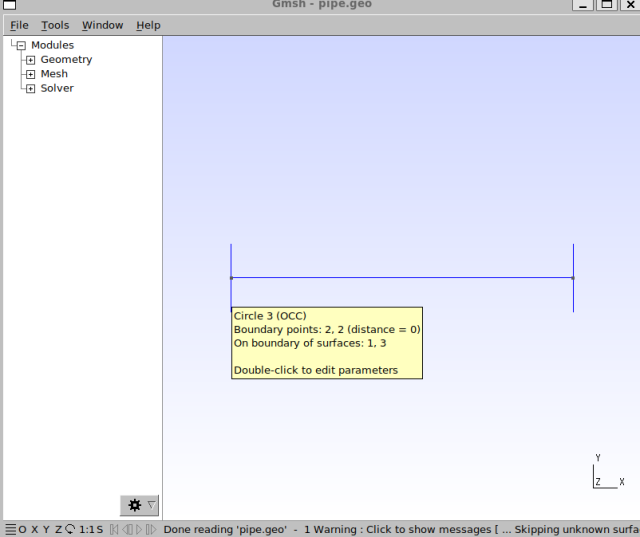 Gmsh - pipe.geo
File Tools Window Help
Modules
Geometry
Mesh
Solver
Circle 3 (OCC)
Boundary points: 2, 2 (distance = 0)
On boundary of surfaces: 1, 3
Double-click to edit parameters
Y
Z X
O X Y Z 1:1 S Done reading 'pipe.geo' - 1 Warning : Click to show messages [ ... Skipping unknown surfa